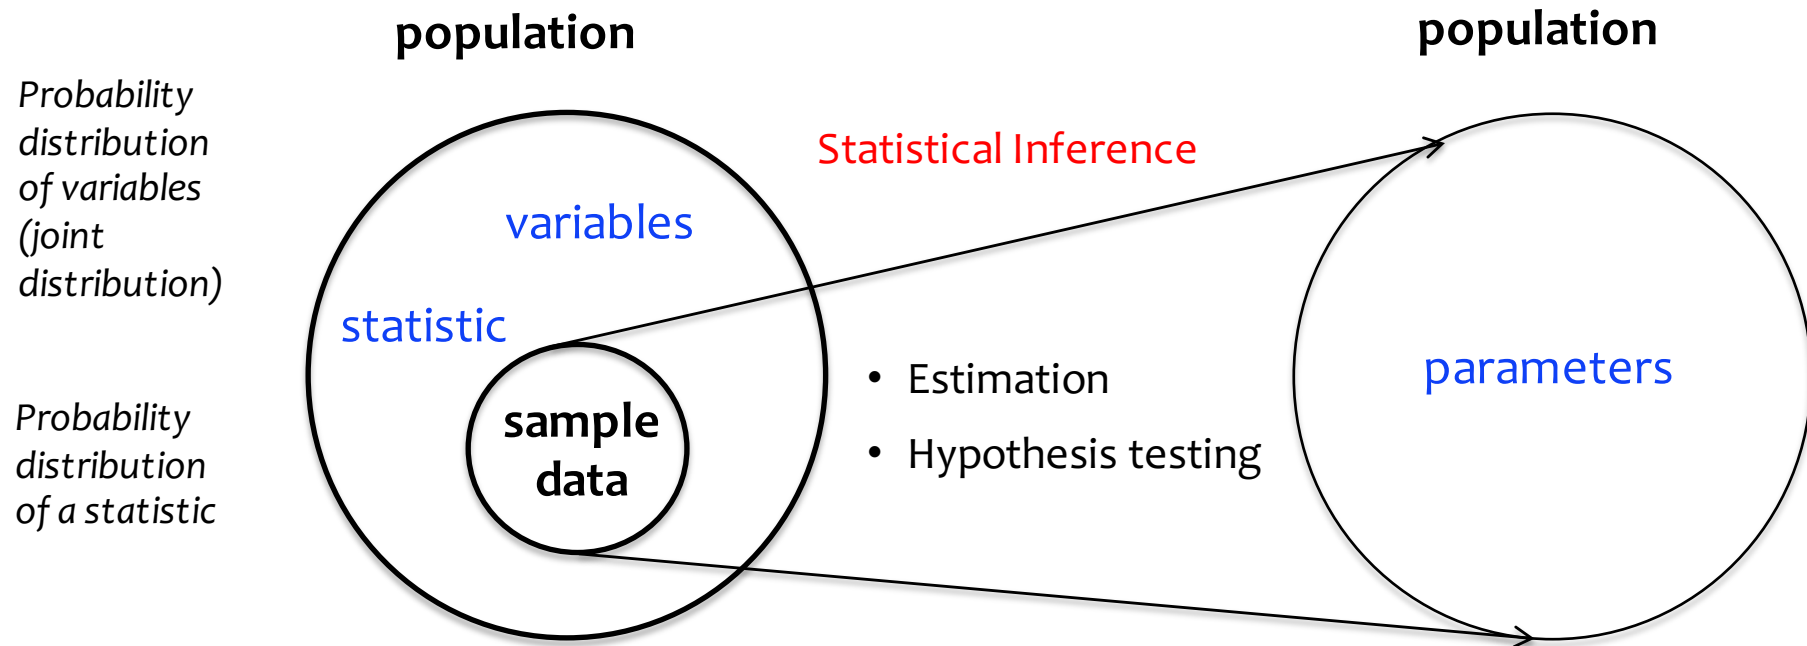 population
population
Probability
distribution
of variables
(joint
distribution)
Statistical Inference
variables
statistic
• Estimation
parameters
Probability
distribution
of a statistic
sample
data
• Hypothesis testing